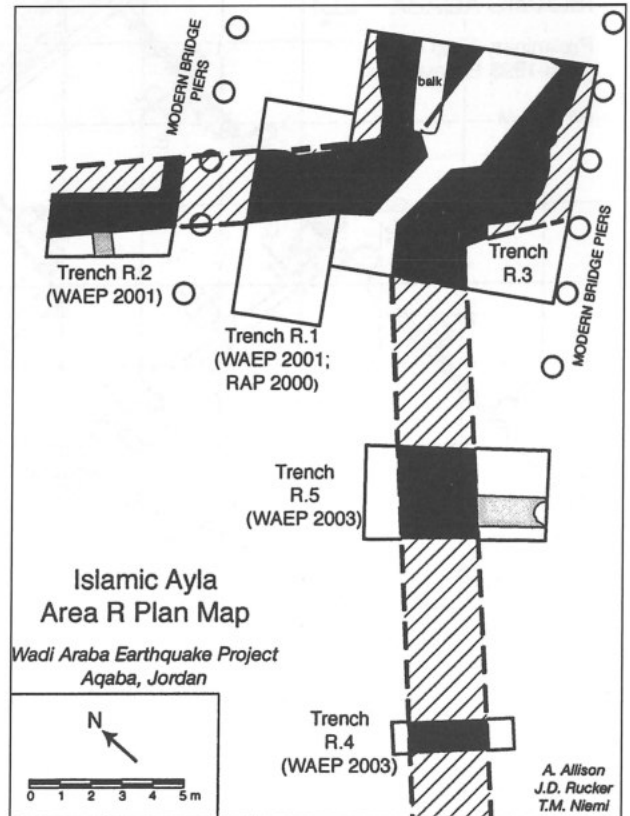 MODERN BRIDGE
PIERS
balk
Trench
R.3
MODERN BRIDGE PIERS
Trench R.2
(WAEP 2001)
Trench R.1
(WAEP 2001;
RAP 2000)
Trench
R.5
(WAEP 2003)
Islamic Ayla
Area R Plan Map
Wadi Araba Earthquake Project
Aqaba, Jordan
N
0 1 2 3 4 5 m
Trench
R.4
(WAEP 2003)
A. Allison
J.D. Rucker
T.M. Niemi